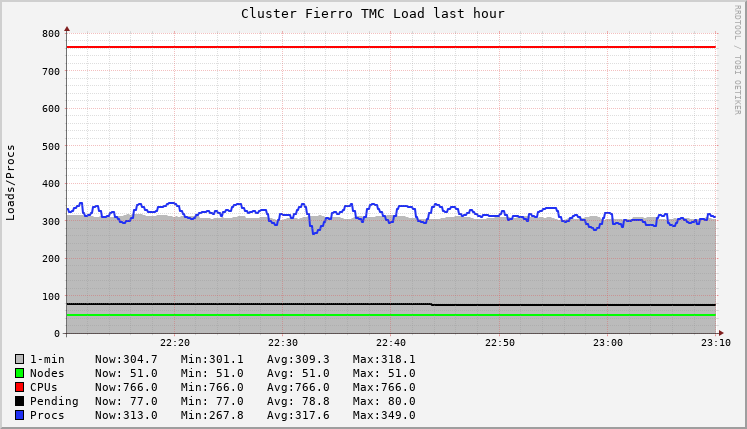 Cluster Fierro TMC Load last hour
RRDTOOL / TOBI OETIKER
Loads/Procs
800
700
600
500
400
300
200
100
0
22:20 22:30 22:40 22:50 23:00 23:10
1-min Now:304.7 Min:301.1 Avg:309.3 Max:318.1
Nodes Now: 51.0 Min: 51.0 Avg: 51.0 Max: 51.0
CPUs Now:766.0 Min:766.0 Avg:766.0 Max:766.0
Pending Now: 77.0 Min: 77.0 Avg: 78.8 Max: 80.0
Procs Now:313.0 Min:267.8 Avg:317.6 Max:349.0